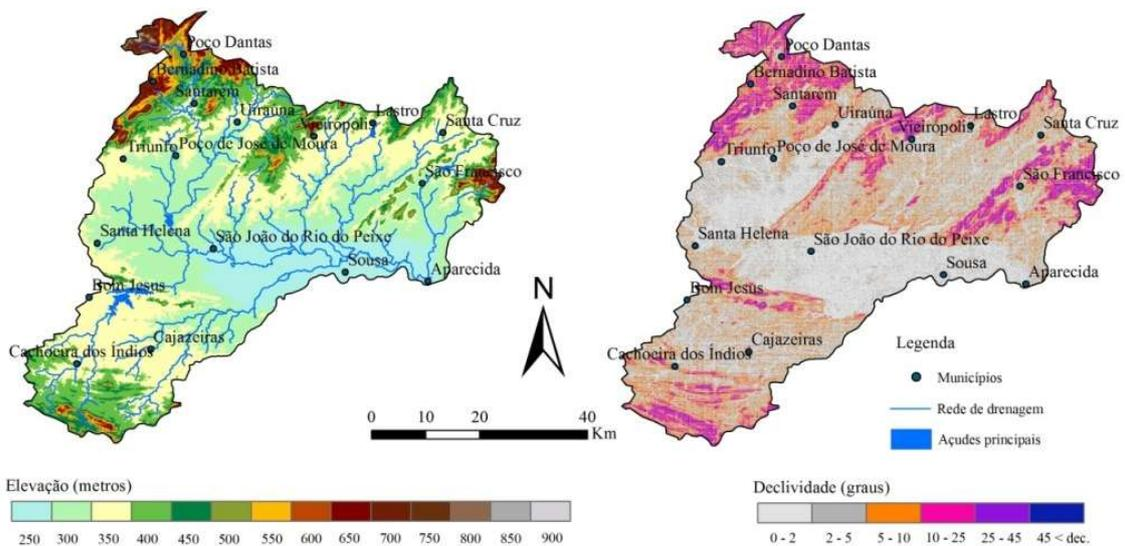 Poço Dantas
Bernadino Batista
Santarém
Uiraúna
Lastro
Vieirópolis
Santa Cruz
Triunfo
Poço de José de Moura
São Francisco
Santa Helena
São João do Rio do Peixe
Sousa
Aparecida
Bom Jesus
Cajazeiras
Cachoeira dos Índios
N
0 10 20 40
Km
Elevação (metros)
250 300 350 400 450 500 550 600 650 700 750 800 850 900
Poço Dantas
Bernadino Batista
Santarém
Uiraúna
Lastro
Vieirópolis
Santa Cruz
Triunfo
Poço de José de Moura
São Francisco
Santa Helena
São João do Rio do Peixe
Sousa
Aparecida
Bom Jesus
Cajazeiras
Cachoeira dos Índios
Legenda
Municípios
Rede de drenagem
Açudes principais
Declividade (graus)
0 - 2 2 - 5 5 - 10 10 - 25 25 - 45 45 < dec.